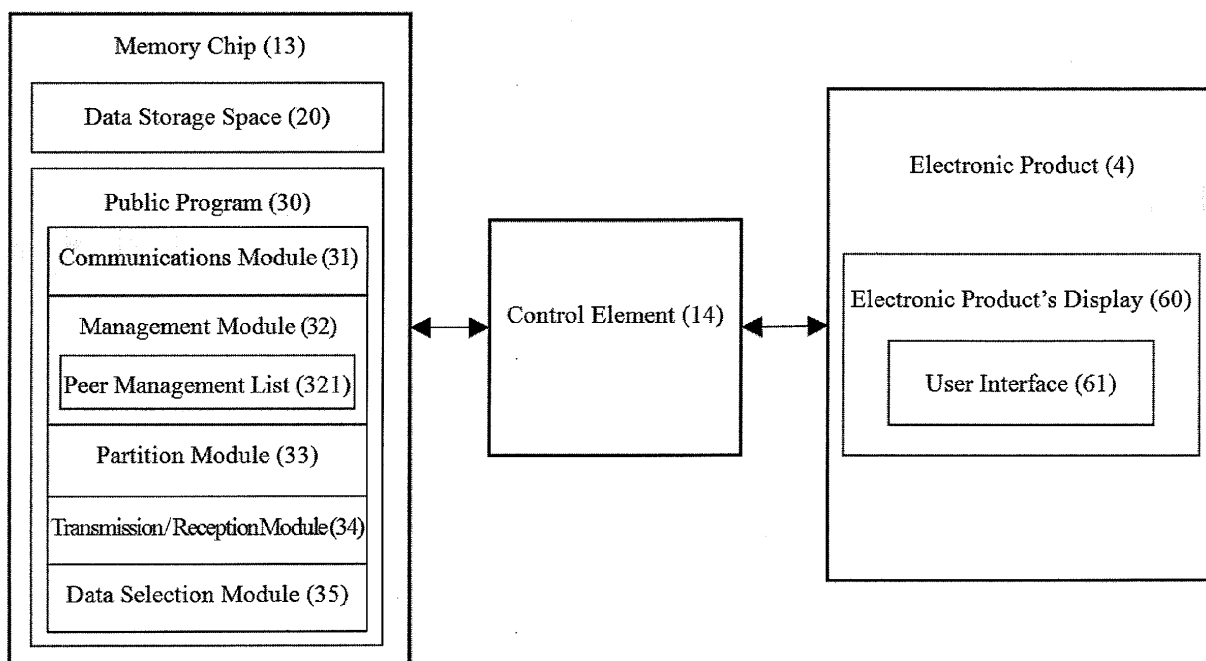 Memory Chip (13)
Data Storage Space (20)
Public Program (30)
Communications Module (31)
Management Module (32)
Peer Management List (321)
Partition Module (33)
Transmission/Reception Module (34)
Data Selection Module (35)
Control Element (14)
Electronic Product (4)
Electronic Product's Display (60)
User Interface (61)